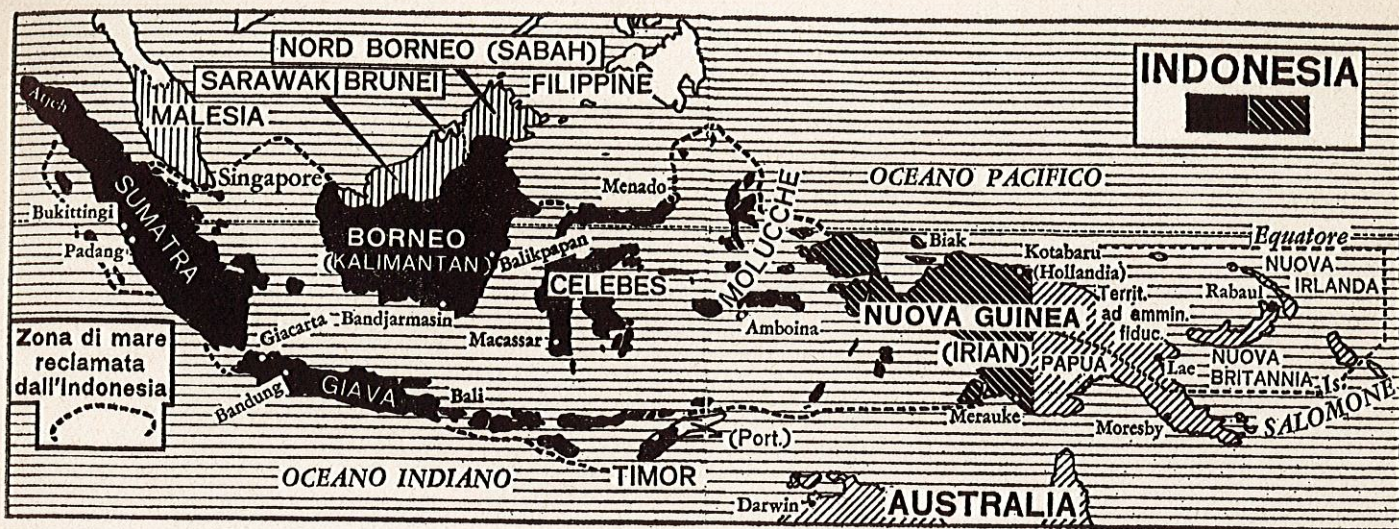 NORD BORNEO (SABAH)
SARAWAK BRUNEI
FILIPPINE
INDONESIA
Atjeh
MALESIA
Singapore
SUMATRA
Bukittingi
Padang
Menado
MOLUCCHE
OCEANO PACIFICO
BORNEO
(KALIMANTAN)
Balikpapan
CELEBES
Biak
Kotabaru
(Hollandia)
Equatore
NUOVA
IRLANDA
Rabaul
Territ.
ad ammin.
fiduc.
NUOVA GUINEA
(IRIAN)
PAPUA
Lae
NUOVA
BRITANNIA
Is.
SALOMONE
Zona di mare
reclamata
dall'Indonesia
Giacarta
Bandjarmasin
Macassar
Amboina
Bandung
GIAVA
Bali
Merauke
Moresby
(Port.)
OCEANO INDIANO
TIMOR
Darwin
AUSTRALIA